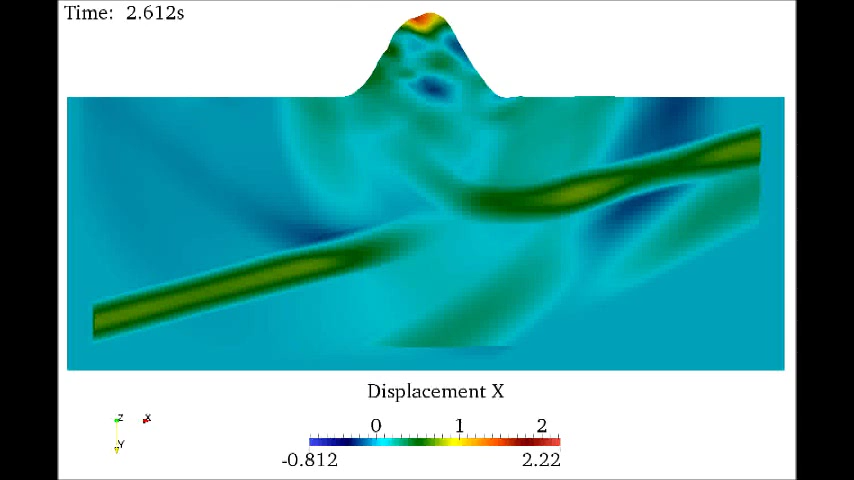 Time: 2.612s
Displacement X
0 1 2
-0.812 2.22
Z X
Y